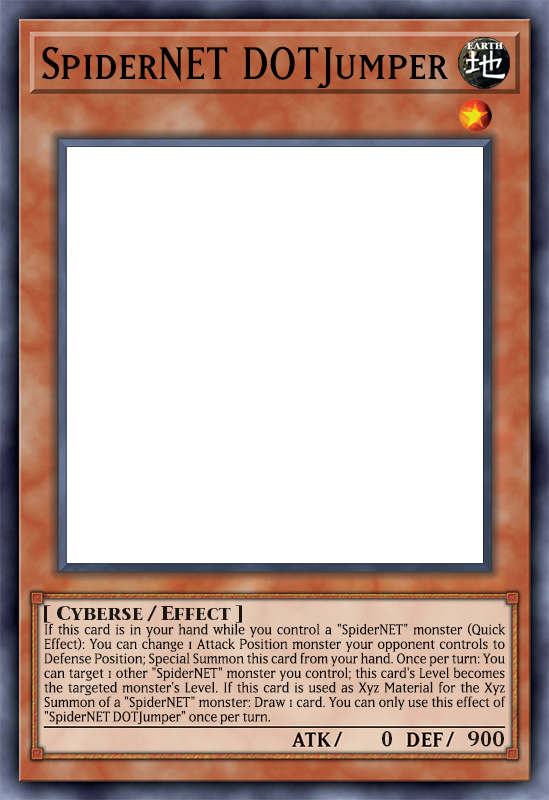 SpiderNET DOTJumper
EARTH
地
[ Cyberse / Effect ]
If this card is in your hand while you control a "SpiderNET" monster (Quick
Effect): You can change 1 Attack Position monster your opponent controls to
Defense Position; Special Summon this card from your hand. Once per turn: You
can target 1 other "SpiderNET" monster you control; this card's Level becomes
the targeted monster's Level. If this card is used as Xyz Material for the Xyz
Summon of a "SpiderNET" monster: Draw 1 card. You can only use this effect of
"SpiderNET DOTJumper" once per turn.
ATK/ 0 DEF/ 900